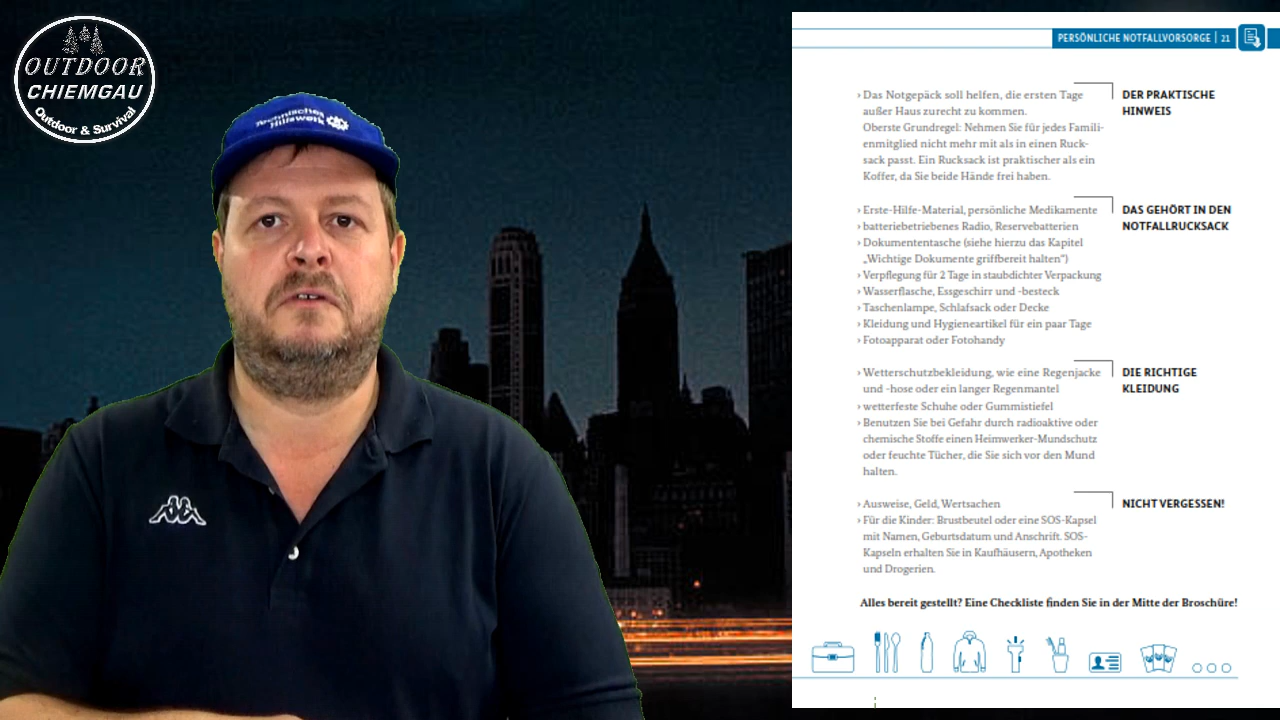 OUTDOOR
CHIEMGAU
Outdoor & Survival
Technisches
Hilfswerk
PERSÖNLICHE NOTFALLVORSORGE | 21
› Das Notgepäck soll helfen, die ersten Tage
außer Haus zurecht zu kommen.
Oberste Grundregel: Nehmen Sie für jedes Famili-
enmitglied nicht mehr mit als in einen Ruck-
sack passt. Ein Rucksack ist praktischer als ein
Koffer, da Sie beide Hände frei haben.
DER PRAKTISCHE
HINWEIS
› Erste-Hilfe-Material, persönliche Medikamente
› batteriebetriebenes Radio, Reservebatterien
› Dokumententasche (siehe hierzu das Kapitel
„Wichtige Dokumente griffbereit halten“)
› Verpflegung für 2 Tage in staubdichter Verpackung
› Wasserflasche, Essgeschirr und -besteck
› Taschenlampe, Schlafsack oder Decke
› Kleidung und Hygieneartikel für ein paar Tage
› Fotoapparat oder Fotohandy
DAS GEHÖRT IN DEN
NOTFALLRUCKSACK
› Wetterschutzbekleidung, wie eine Regenjacke
und -hose oder ein langer Regenmantel
› wetterfeste Schuhe oder Gummistiefel
› Benutzen Sie bei Gefahr durch radioaktive oder
chemische Stoffe einen Heimwerker-Mundschutz
oder feuchte Tücher, die Sie sich vor den Mund
halten.
DIE RICHTIGE
KLEIDUNG
› Ausweise, Geld, Wertsachen
› Für die Kinder: Brustbeutel oder eine SOS-Kapsel
mit Namen, Geburtsdatum und Anschrift. SOS-
Kapseln erhalten Sie in Kaufhäusern, Apotheken
und Drogerien.
NICHT VERGESSEN!
Alles bereit gestellt? Eine Checkliste finden Sie in der Mitte der Broschüre!